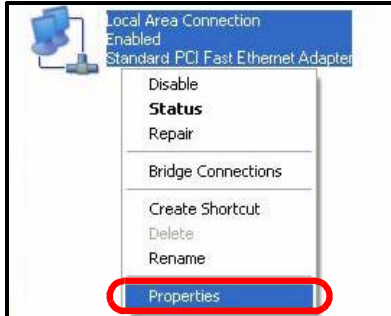 Local Area Connection
Enabled
Standard PCI Fast Ethernet Adapter
Disable
Status
Repair
Bridge Connections
Create Shortcut
Delete
Rename
Properties